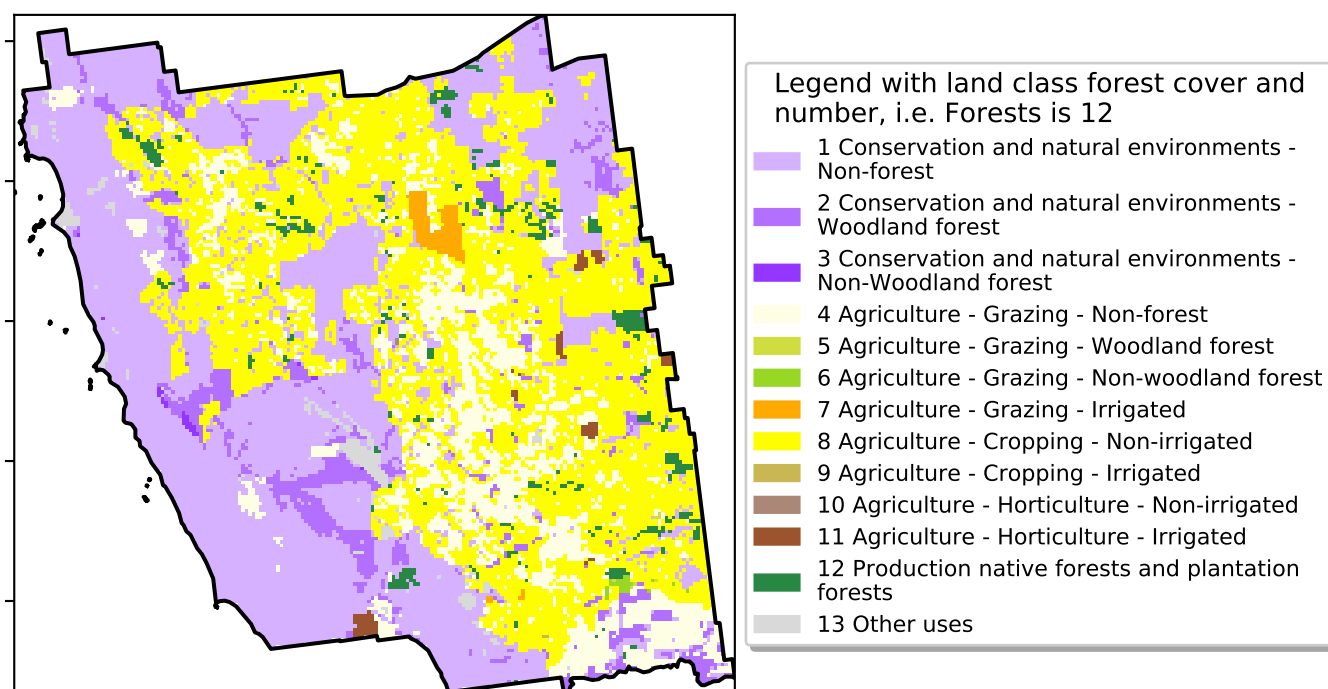 Legend with land class forest cover and
number, i.e. Forests is 12
1 Conservation and natural environments -
Non-forest
2 Conservation and natural environments -
Woodland forest
3 Conservation and natural environments -
Non-Woodland forest
4 Agriculture - Grazing - Non-forest
5 Agriculture - Grazing - Woodland forest
6 Agriculture - Grazing - Non-woodland forest
7 Agriculture - Grazing - Irrigated
8 Agriculture - Cropping - Non-irrigated
9 Agriculture - Cropping - Irrigated
10 Agriculture - Horticulture - Non-irrigated
11 Agriculture - Horticulture - Irrigated
12 Production native forests and plantation
forests
13 Other uses